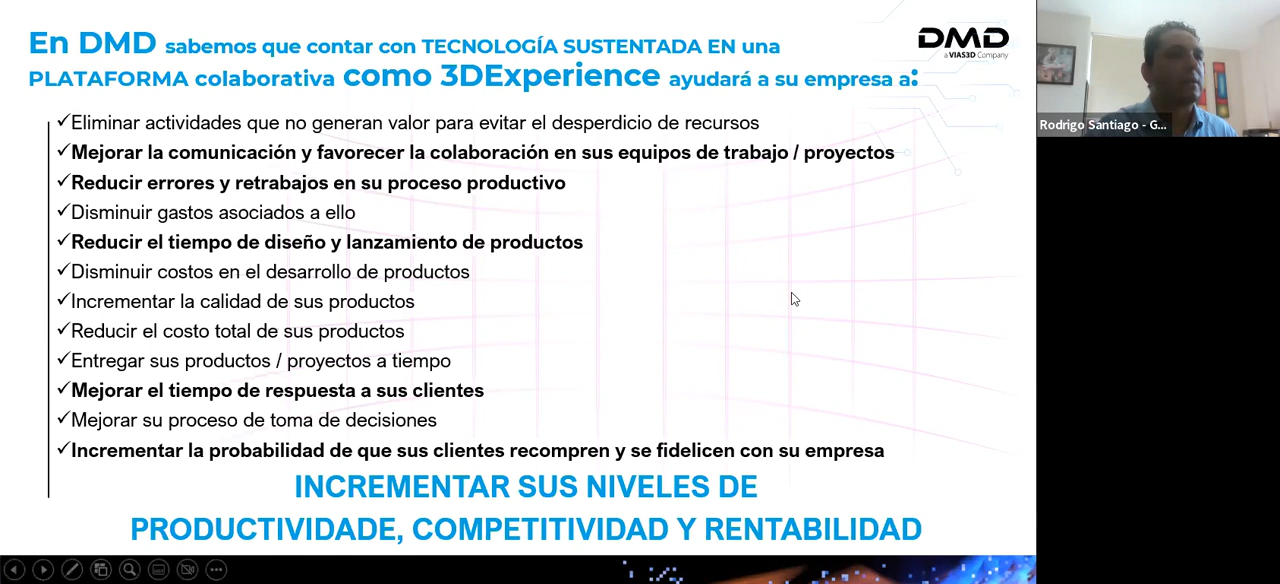 En DMD sabemos que contar con TECNOLOGÍA SUSTENTADA EN una
PLATAFORMA colaborativa como 3DExperience ayudará a su empresa a:
DMD
a VIAS3D Company
✓Eliminar actividades que no generan valor para evitar el desperdicio de recursos
✓Mejorar la comunicación y favorecer la colaboración en sus equipos de trabajo / proyectos
✓Reducir errores y retrabajos en su proceso productivo
✓Disminuir gastos asociados a ello
✓Reducir el tiempo de diseño y lanzamiento de productos
✓Disminuir costos en el desarrollo de productos
✓Incrementar la calidad de sus productos
✓Reducir el costo total de sus productos
✓Entregar sus productos / proyectos a tiempo
✓Mejorar el tiempo de respuesta a sus clientes
✓Mejorar su proceso de toma de decisiones
✓Incrementar la probabilidad de que sus clientes recompren y se fidelicen con su empresa
INCREMENTAR SUS NIVELES DE
PRODUCTIVIDADE, COMPETITIVIDAD Y RENTABILIDAD
Rodrigo Santiago - G...